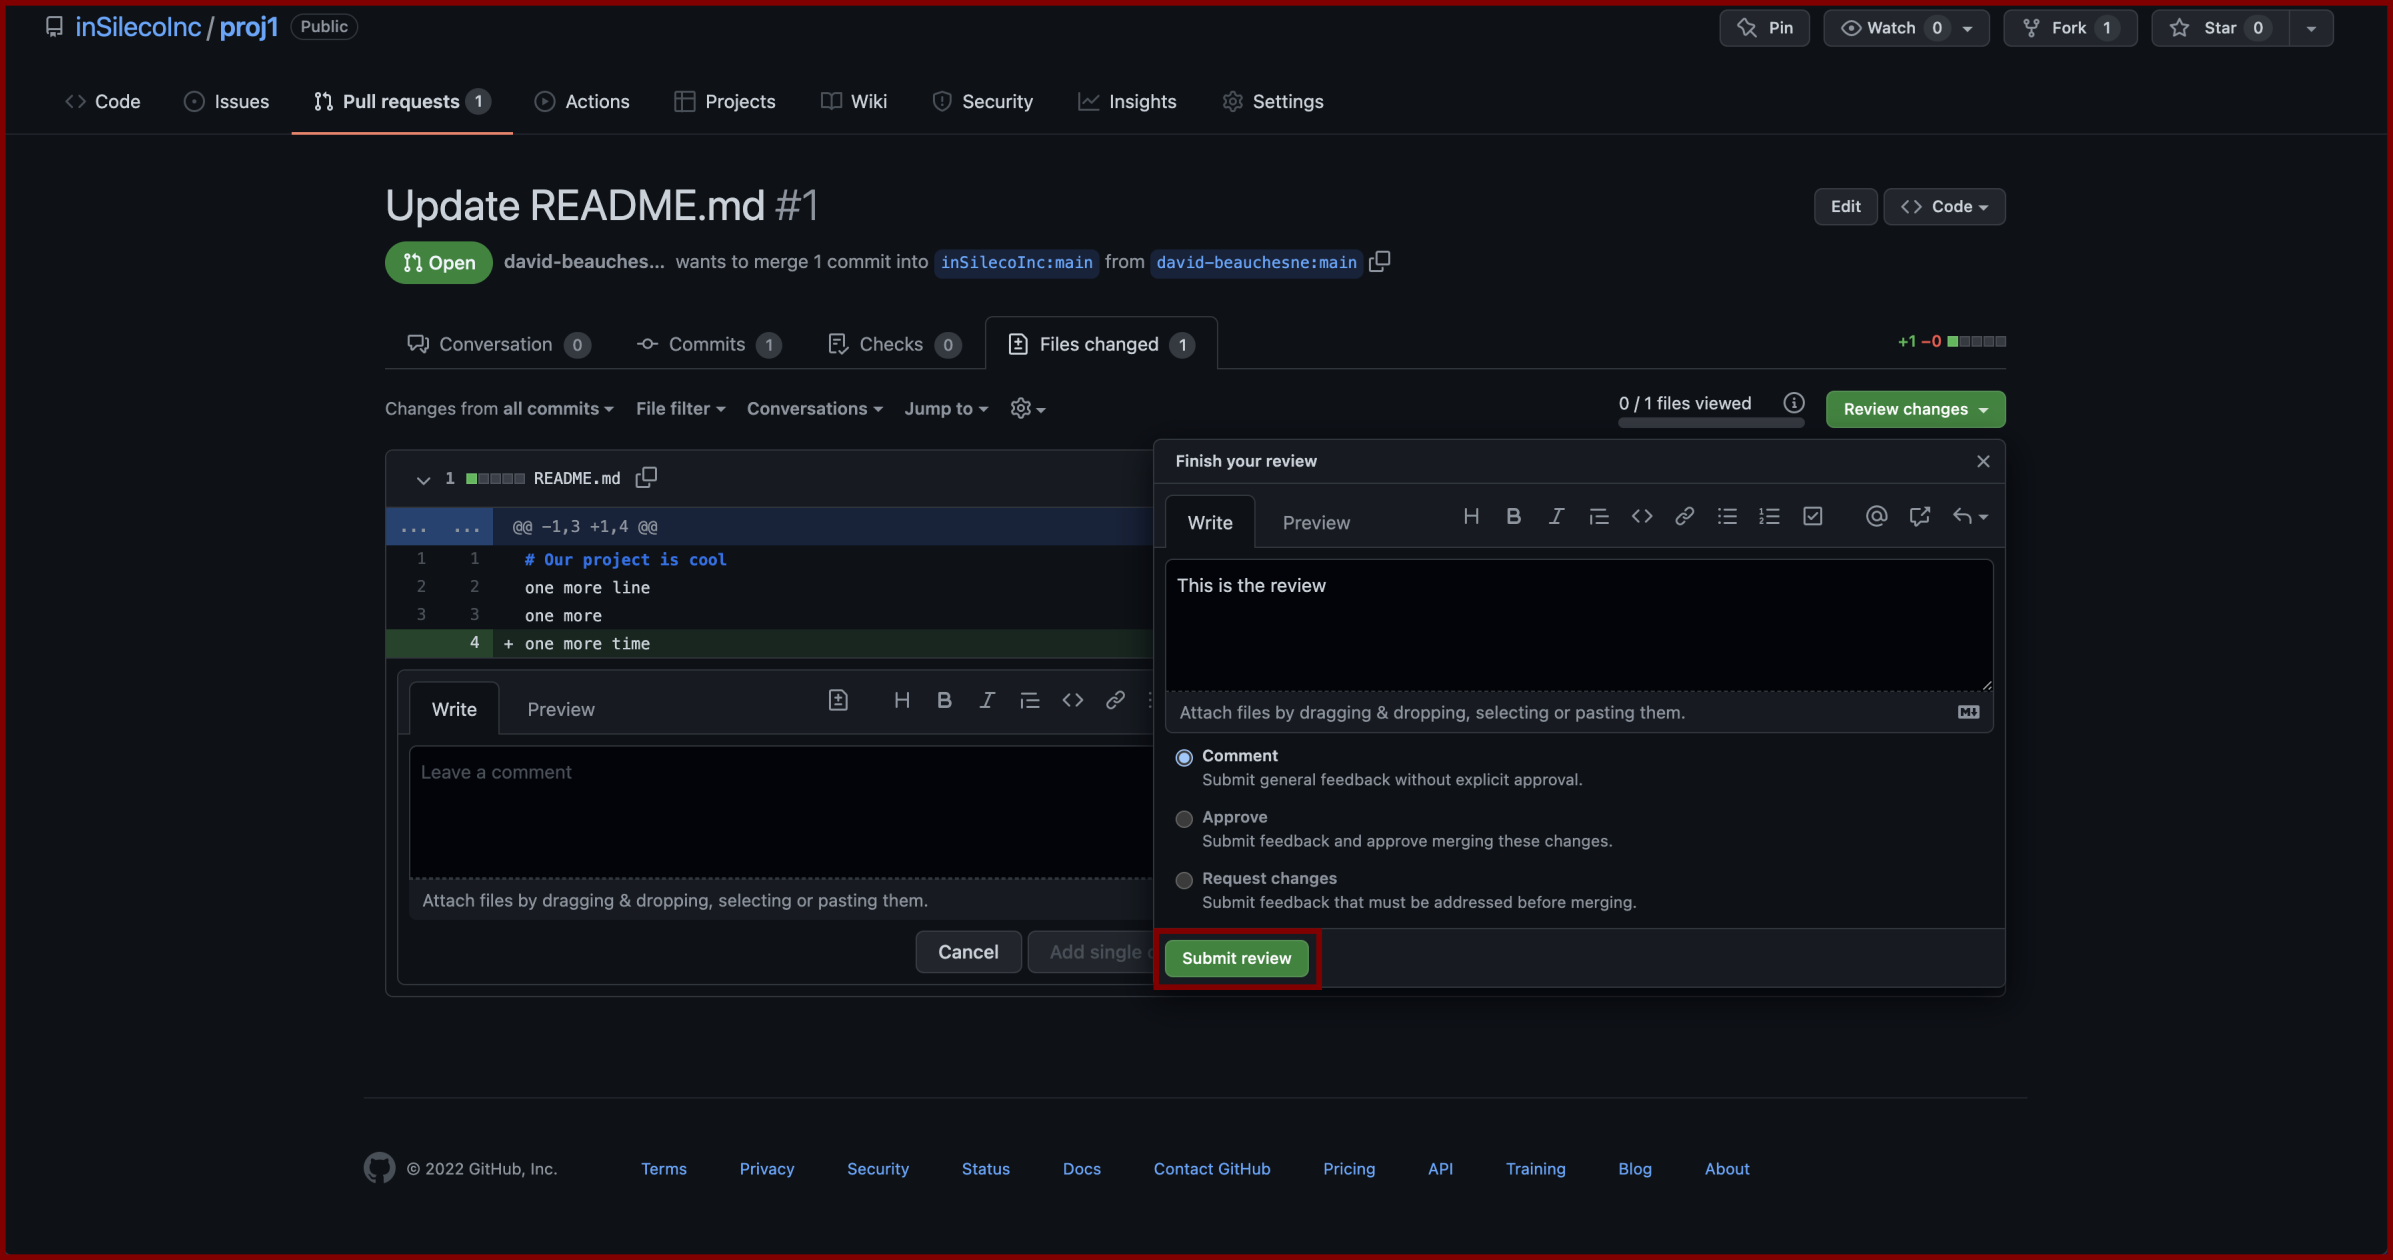 inSilecoInc / proj1 Public
Pin
Watch 0
Fork 1
Star 0
Code
Issues
Pull requests 1
Actions
Projects
Wiki
Security
Insights
Settings
Update README.md #1
Edit
<> Code
Open david-beauches... wants to merge 1 commit into inSilecoInc:main from david-beauchesne:main
Conversation 0
Commits 1
Checks 0
Files changed 1
+1 −0
Changes from all commits
File filter
Conversations
Jump to
0 / 1 files viewed
Review changes
1 README.md
... ... @@ -1,3 +1,4 @@
1 1 # Our project is cool
2 2 one more line
3 3 one more
4 + one more time
Write
Preview
H B I
Leave a comment
Attach files by dragging & dropping, selecting or pasting them.
Cancel
Add single
Finish your review
Write
Preview
H B I
This is the review
Attach files by dragging & dropping, selecting or pasting them.
Comment
Submit general feedback without explicit approval.
Approve
Submit feedback and approve merging these changes.
Request changes
Submit feedback that must be addressed before merging.
Submit review
© 2022 GitHub, Inc.
Terms
Privacy
Security
Status
Docs
Contact GitHub
Pricing
API
Training
Blog
About